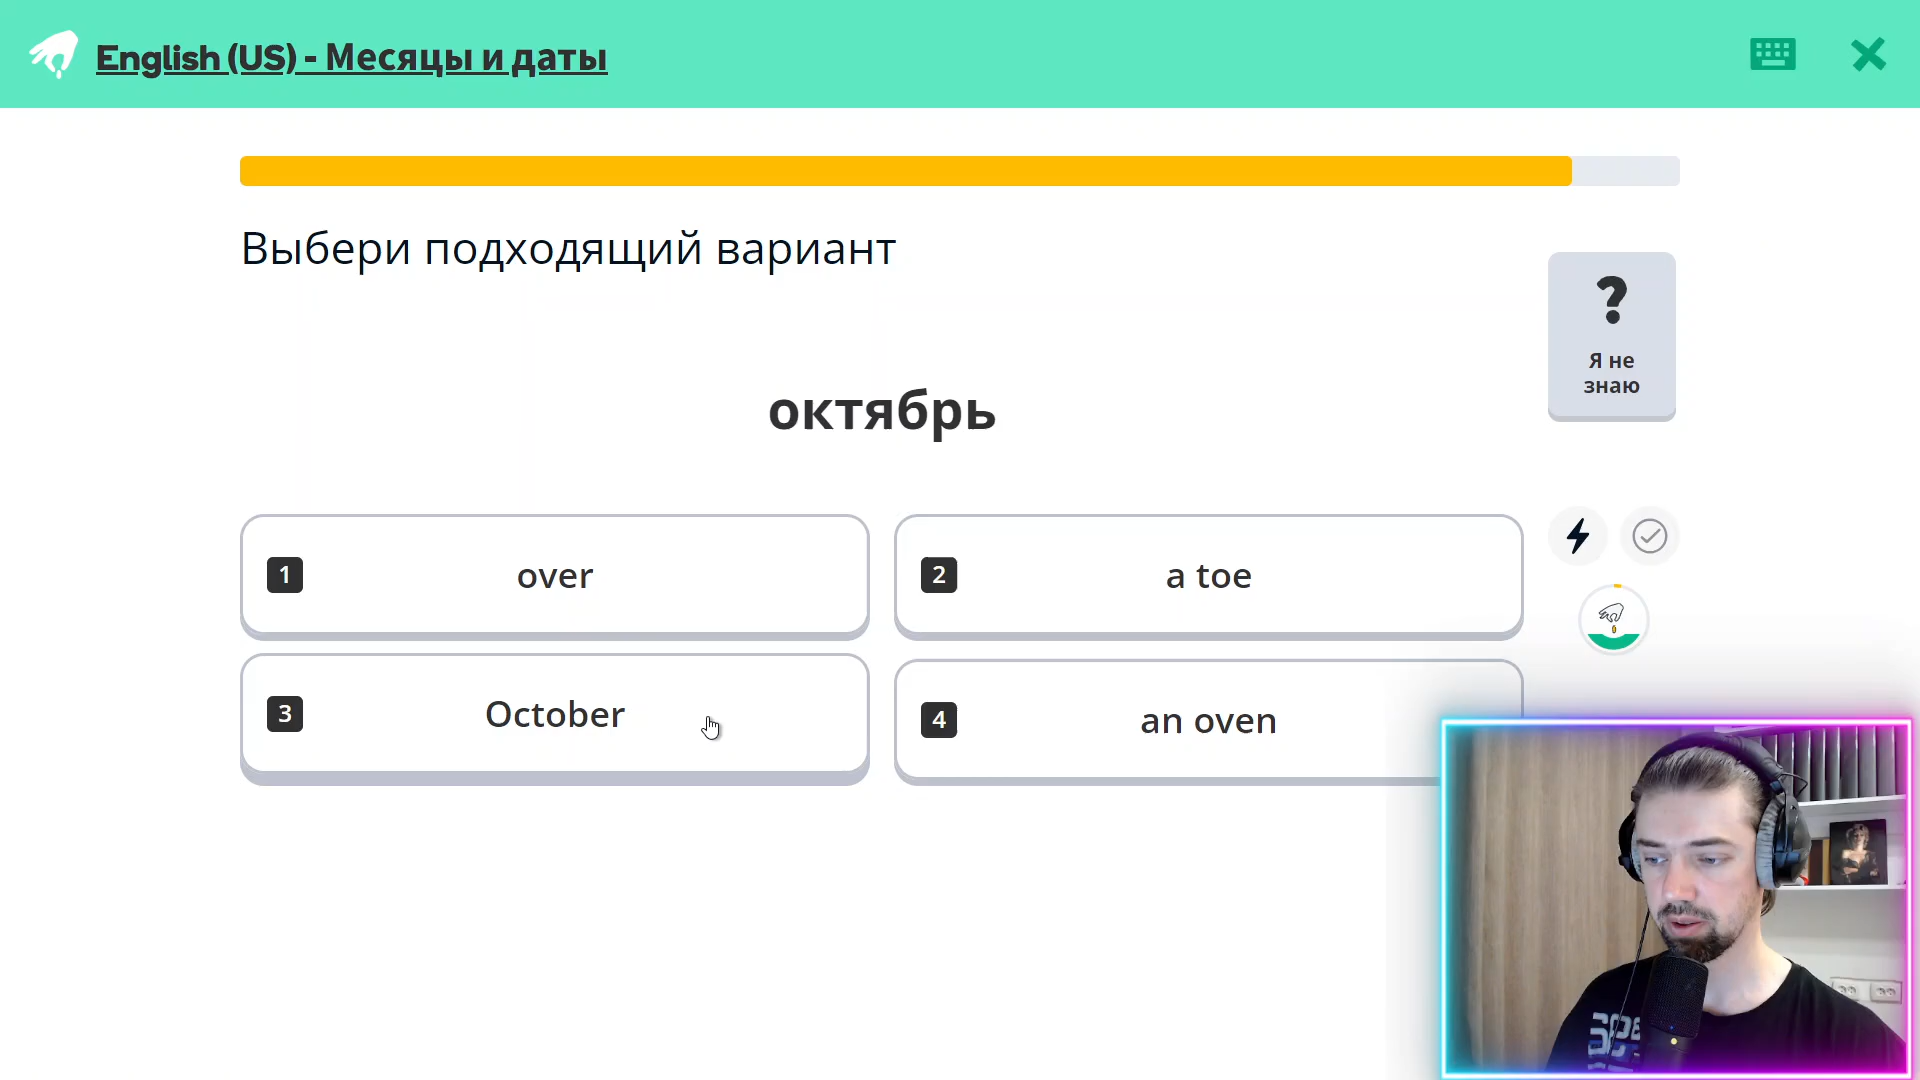 English (US) - Месяцы и даты
Выбери подходящий вариант
?
Я не
знаю
октябрь
1 over
2 a toe
3 October
4 an oven